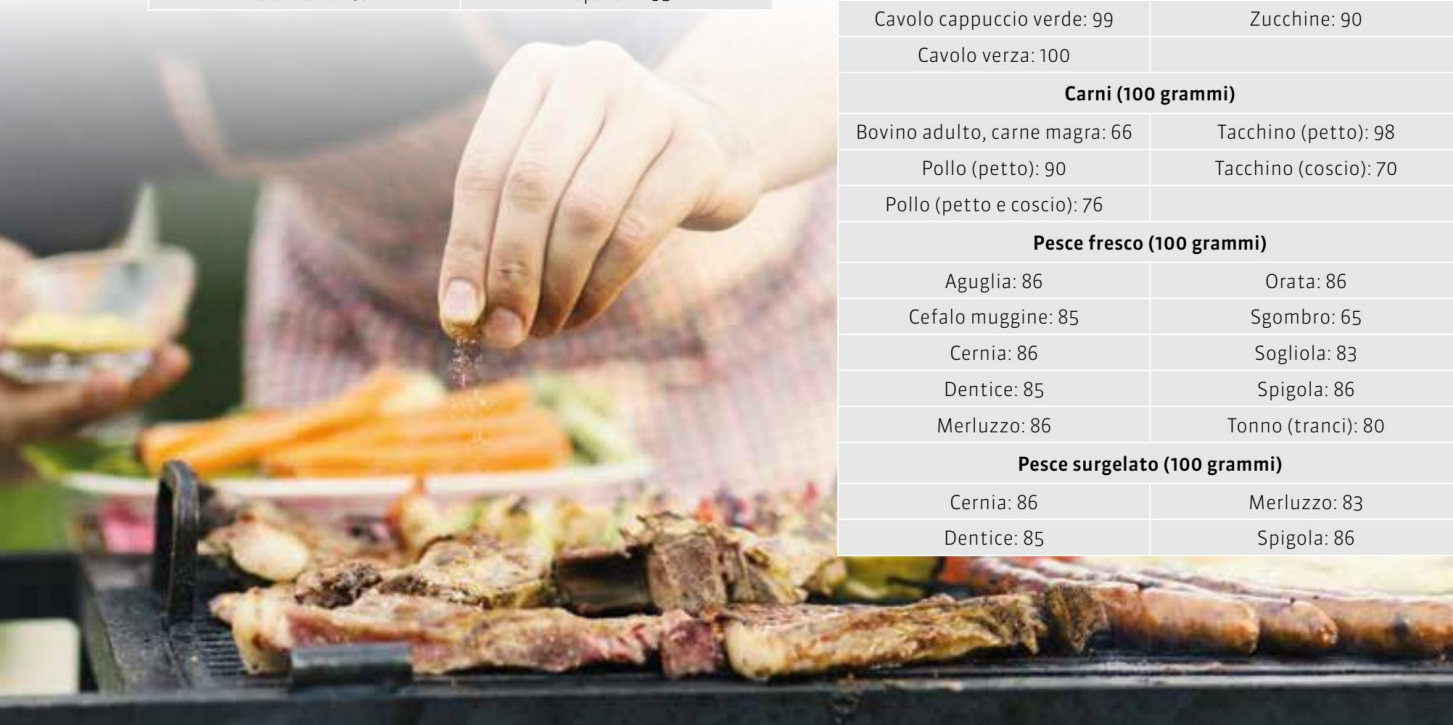 Cavolo cappuccio verde: 99 Zucchine: 90
Cavolo verza: 100
Carni (100 grammi)
Bovino adulto, carne magra: 66 Tacchino (petto): 98
Pollo (petto): 90 Tacchino (coscio): 70
Pollo (petto e coscio): 76
Pesce fresco (100 grammi)
Aguglia: 86 Orata: 86
Cefalo muggine: 85 Sgombro: 65
Cernia: 86 Sogliola: 83
Dentice: 85 Spigola: 86
Merluzzo: 86 Tonno (tranci): 80
Pesce surgelato (100 grammi)
Cernia: 86 Merluzzo: 83
Dentice: 85 Spigola: 86